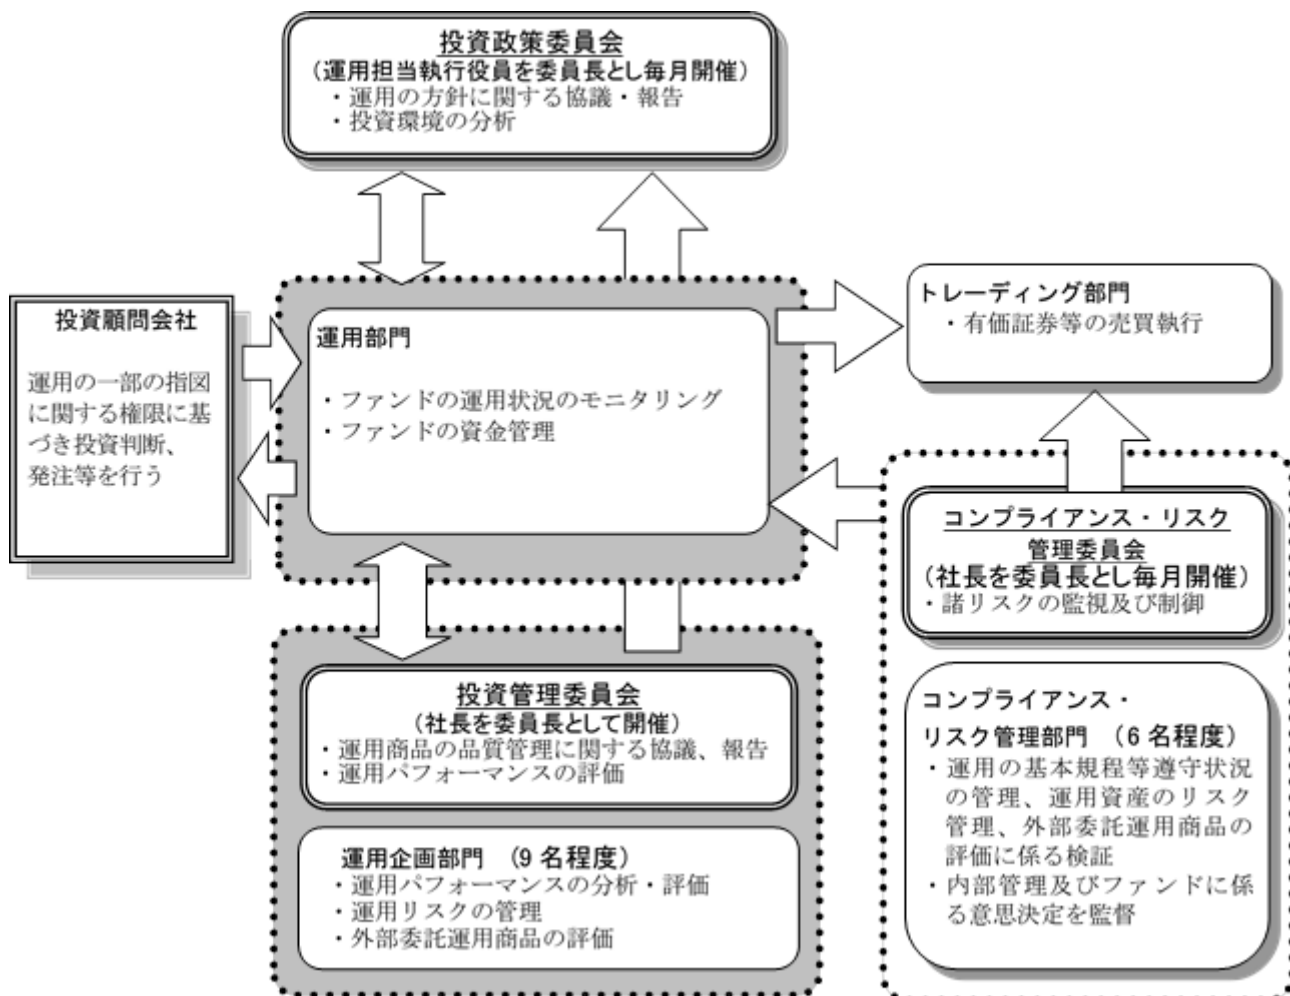 投資政策委員会
（運用担当執行役員を委員長とし毎月開催）
・運用の方針に関する協議・報告
・投資環境の分析
投資顧問会社
運用の一部の指図
に関する権限に基
づき投資判断、
発注等を行う
運用部門
・ファンドの運用状況のモニタリング
・ファンドの資金管理
トレーディング部門
・有価証券等の売買執行
コンプライアンス・リスク
管理委員会
（社長を委員長とし毎月開催）
・諸リスクの監視及び制御
コンプライアンス・
リスク管理部門　（6 名程度）
・運用の基本規程等遵守状況
の管理、運用資産のリスク
管理、外部委託運用商品の
評価に係る検証
・内部管理及びファンドに係
る意思決定を監督
投資管理委員会
（社長を委員長として開催）
・運用商品の品質管理に関する協議、報告
・運用パフォーマンスの評価
運用企画部門　（9 名程度）
・運用パフォーマンスの分析・評価
・運用リスクの管理
・外部委託運用商品の評価